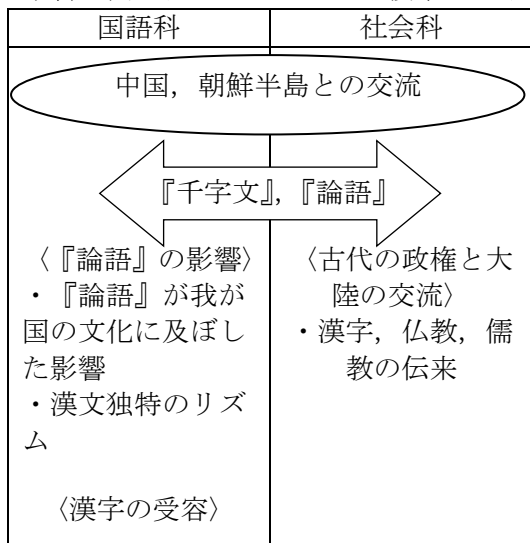 国語科
社会科
中国，朝鮮半島との交流
『千字文』，『論語』
〈『論語』の影響〉
・『論語』が我が
国の文化に及ぼし
た影響
・漢文独特のリズ
ム
〈漢字の受容〉
〈古代の政権と大
陸の交流〉
・漢字，仏教，儒
教の伝来